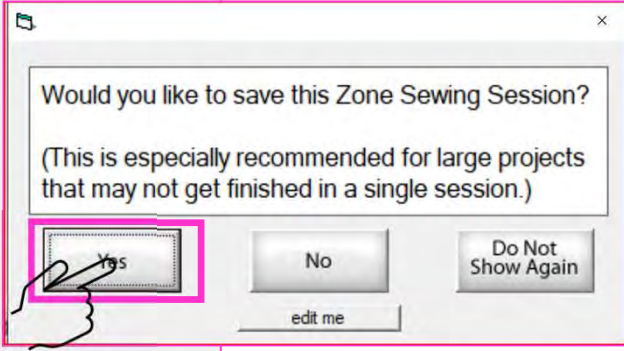 Would you like to save this Zone Sewing Session?
(This is especially recommended for large projects
that may not get finished in a single session.)
Yes
No
Do Not
Show Again
edit me